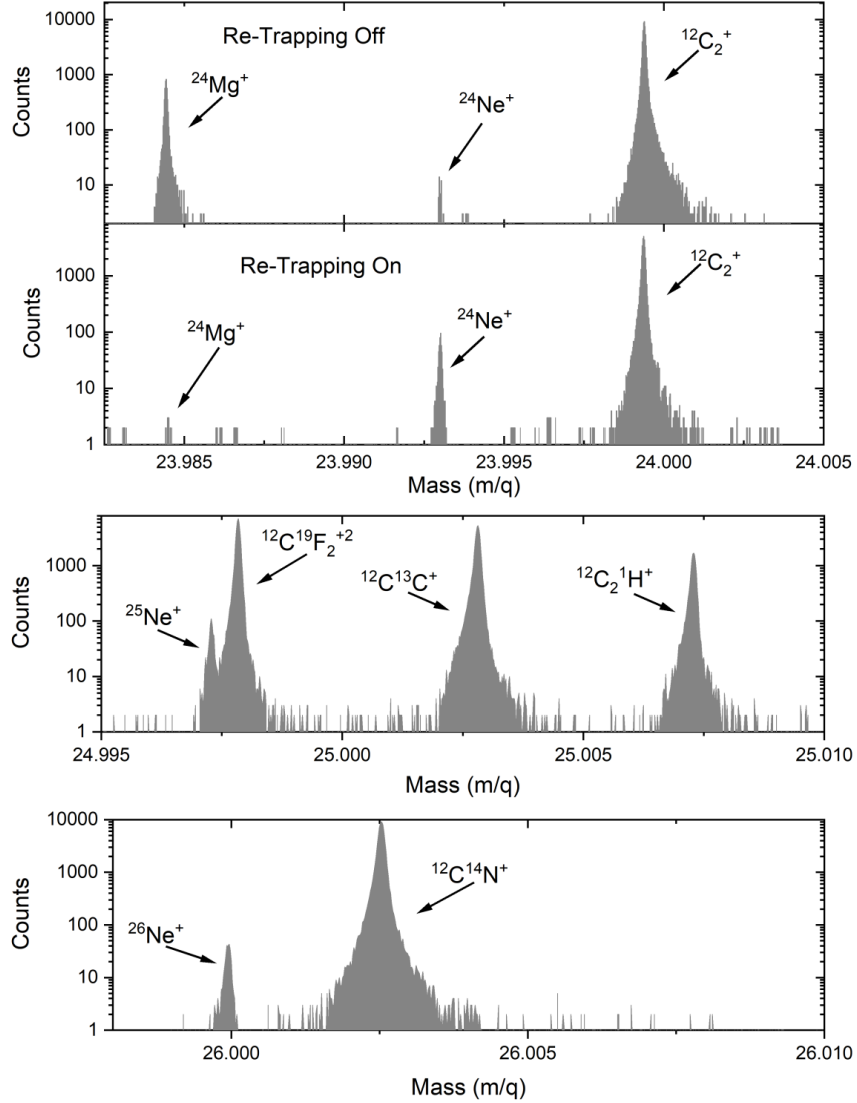 10000
1000
100
10
Counts
Re-Trapping Off
²⁴Mg⁺
²⁴Ne⁺
¹²C₂⁺
1000
100
10
1
Counts
Re-Trapping On
²⁴Mg⁺
²⁴Ne⁺
¹²C₂⁺
23.985 23.990 23.995 24.000 24.005
Mass (m/q)
1000
100
10
1
Counts
²⁵Ne⁺
¹²C¹⁹F₂⁺²
¹²C¹³C⁺
¹²C₂¹H⁺
24.995 25.000 25.005 25.010
Mass (m/q)
10000
1000
100
10
1
Counts
²⁶Ne⁺
¹²C¹⁴N⁺
26.000 26.005 26.010
Mass (m/q)